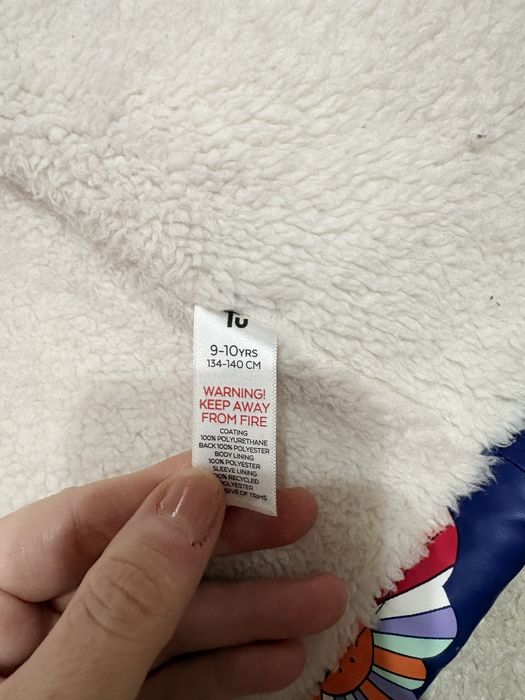 Tu
9-10YRS
134-140 CM
WARNING!
KEEP AWAY
FROM FIRE
COATING
100% POLYURETHANE
BACK 100% POLYESTER
BODY LINING
100% POLYESTER
SLEEVE LINING
RECYCLED
OF TRIMS